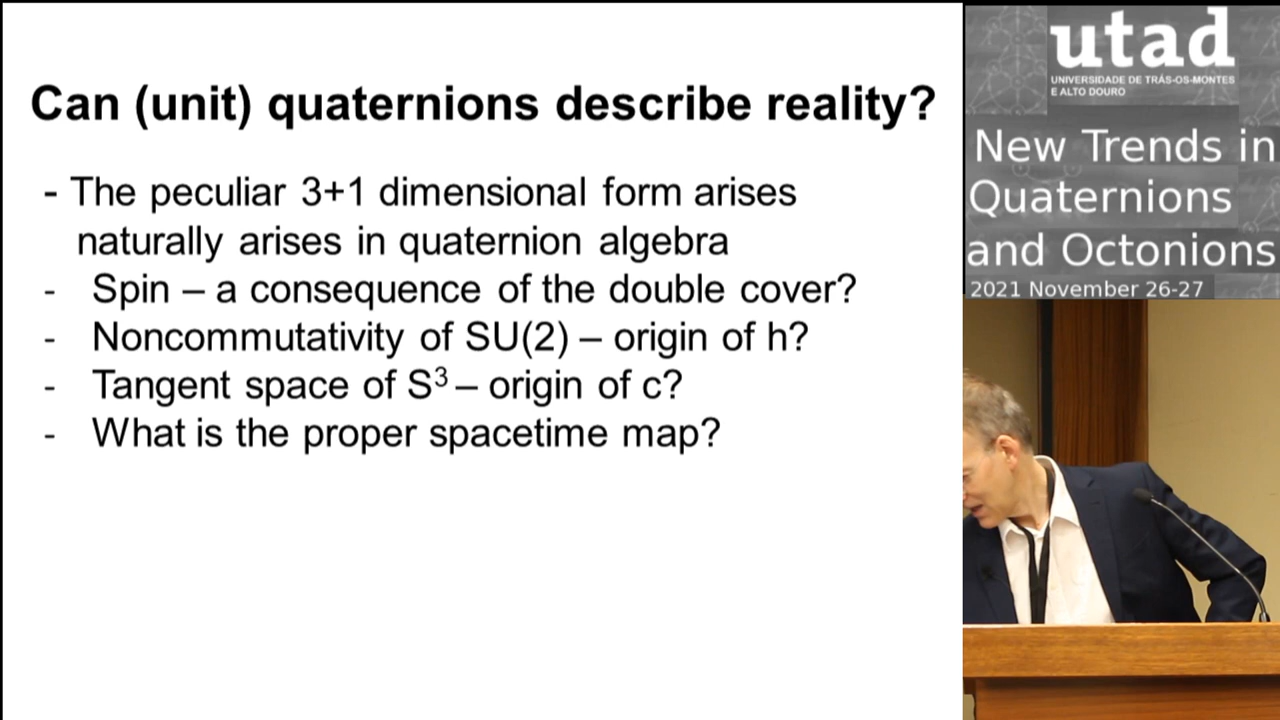 Can (unit) quaternions describe reality?
- The peculiar 3+1 dimensional form arises
naturally arises in quaternion algebra
- Spin – a consequence of the double cover?
- Noncommutativity of SU(2) – origin of h?
- Tangent space of S³ – origin of c?
- What is the proper spacetime map?
utad
UNIVERSIDADE DE TRÁS-OS-MONTES
E ALTO DOURO
New Trends in
Quaternions
and Octonions
2021 November 26-27